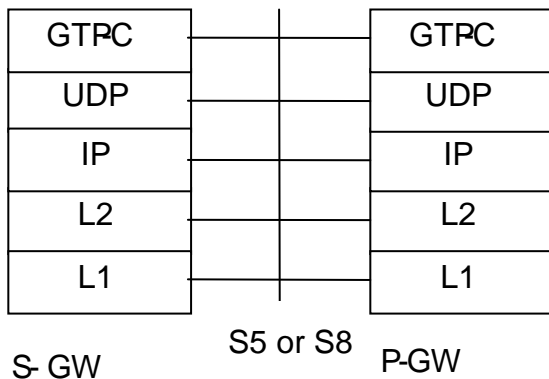 GTP-C GTP-C
UDP UDP
IP IP
L2 L2
L1 L1
S5 or S8
S- GW P-GW